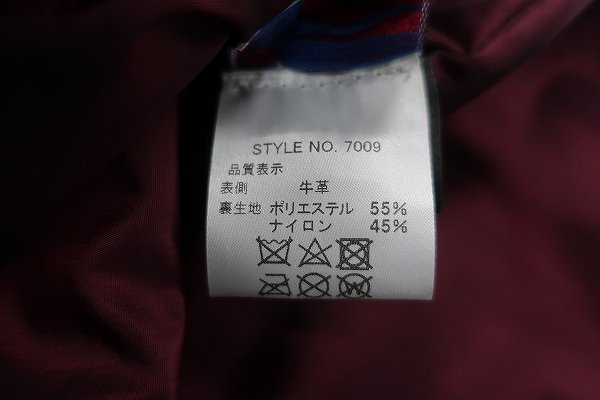 STYLE NO. 7009
品質表示
表側 牛革
裏生地 ポリエステル 55%
ナイロン 45%